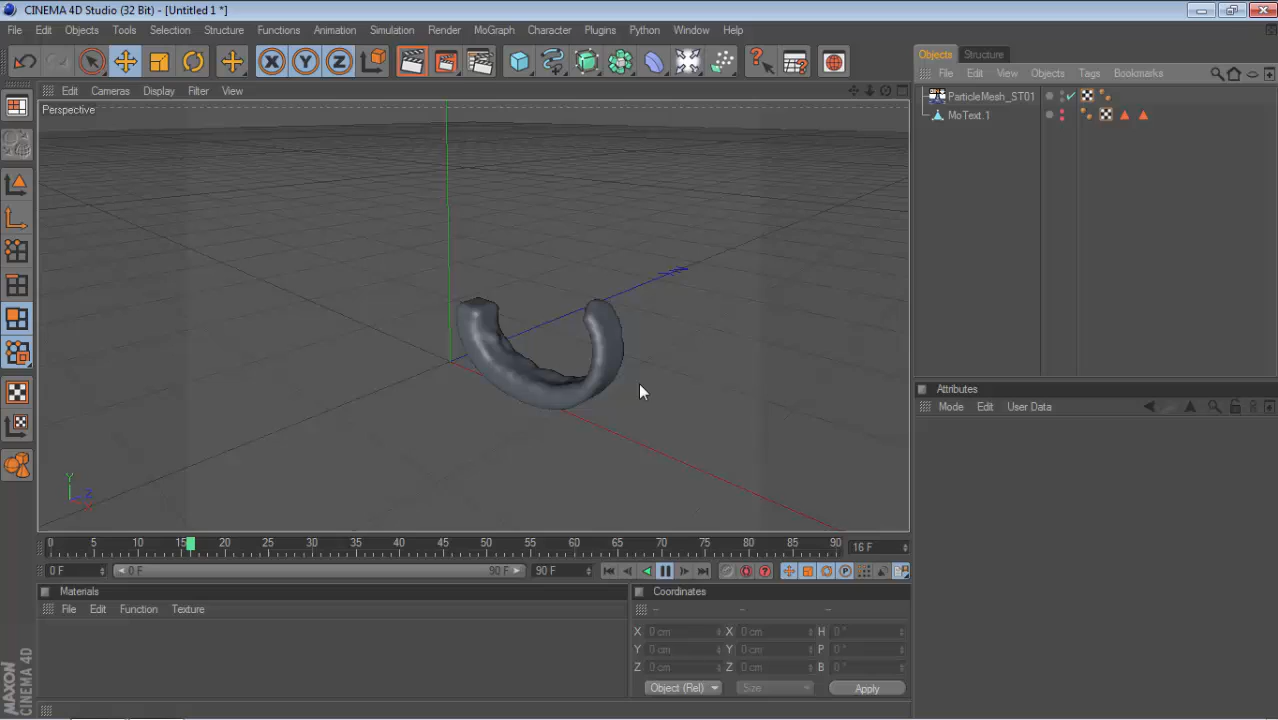 CINEMA 4D Studio (32 Bit) - [Untitled 1 *]
File Edit Objects Tools Selection Structure Functions Animation Simulation Render MoGraph Character Plugins Python Window Help
X Y Z
Objects Structure
File Edit View Objects Tags Bookmarks
ParticleMesh_ST01
MoText.1
Edit Cameras Display Filter View
Perspective
Y
Z
X
Attributes
Mode Edit User Data
0 5 10 15 20 25 30 35 40 45 50 55 60 65 70 75 80 85 90
16 F
0 F
0 F
90 F
90 F
Materials
File Edit Function Texture
Coordinates
-- -- --
X 0 cm X 0 cm H 0 °
Y 0 cm Y 0 cm P 0 °
Z 0 cm Z 0 cm B 0 °
Object (Rel) Size Apply
MAXON
CINEMA 4D